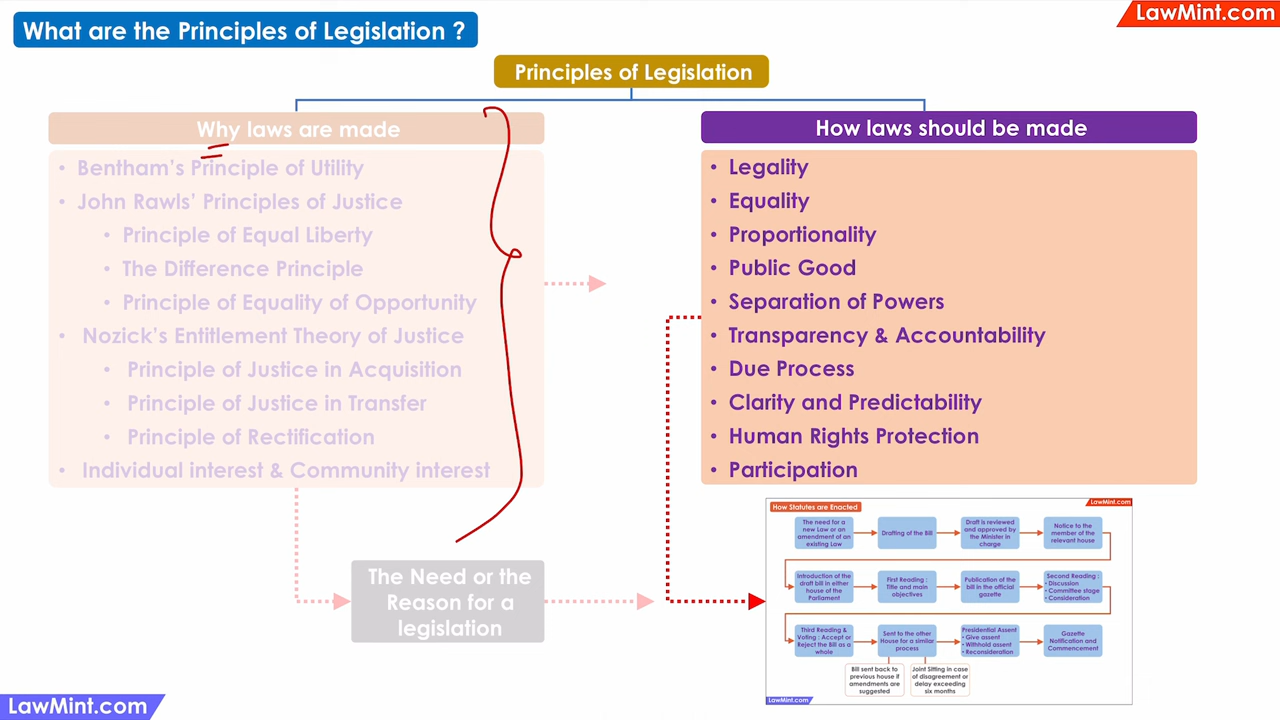 What are the Principles of Legislation ?
LawMint.com
Principles of Legislation
Why laws are made
• Bentham's Principle of Utility
• John Rawls' Principles of Justice
• Principle of Equal Liberty
• The Difference Principle
• Principle of Equality of Opportunity
• Nozick's Entitlement Theory of Justice
• Principle of Justice in Acquisition
• Principle of Justice in Transfer
• Principle of Rectification
• Individual interest & Community interest
The Need or the
Reason for a
legislation
How laws should be made
• Legality
• Equality
• Proportionality
• Public Good
• Separation of Powers
• Transparency & Accountability
• Due Process
• Clarity and Predictability
• Human Rights Protection
• Participation
How Statutes are Enacted
LawMint.com
The need for a
new Law or an
amendment of an
existing Law
Drafting of the Bill
Draft is reviewed
and approved by
the Minister in
charge
Notice to the
member of the
relevant house
Introduction of the
draft bill in either
house of the
Parliament
First Reading :
Title and main
objectives
Publication of the
bill in the official
gazette
Second Reading :
• Discussion
• Committee stage
• Consideration
Third Reading &
Voting : Accept or
Reject the Bill as a
whole
Sent to the other
House for a similar
process
Presidential Assent
• Give assent
• Withhold assent
• Reconsideration
Gazette
Notification and
Commencement
Bill sent back to
previous house if
amendments are
suggested
Joint Sitting in case
of disagreement or
delay exceeding
six months
LawMint.com
LawMint.com